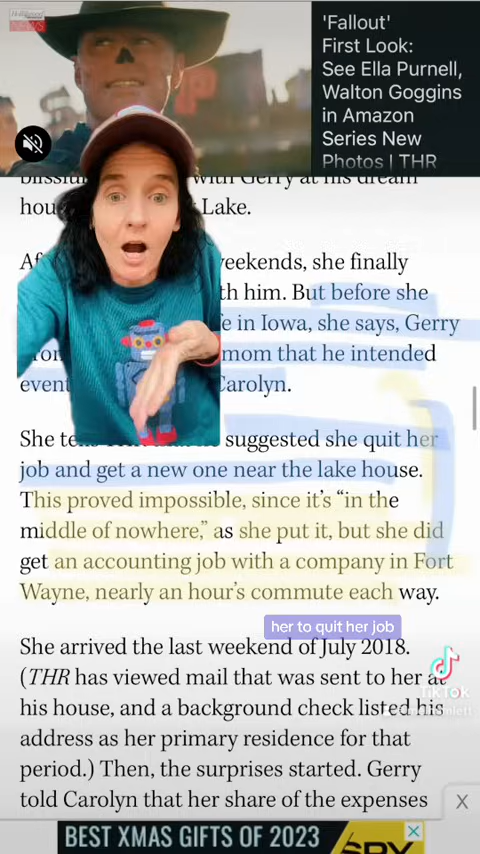 'Fallout'
First Look:
See Ella Purnell,
Walton Goggins
in Amazon
Series New
Photos | THR
with Gerry at his dream
Lake.
weekends, she finally
him. But before she
in Iowa, she says, Gerry
mom that he intended
Carolyn.
She suggested she quit her
job and get a new one near the lake house.
This proved impossible, since it's "in the
middle of nowhere," as she put it, but she did
get an accounting job with a company in Fort
Wayne, nearly an hour's commute each way.
her to quit her job
She arrived the last weekend of July 2018.
(THR has viewed mail that was sent to her at
his house, and a background check listed his
address as her primary residence for that
period.) Then, the surprises started. Gerry
told Carolyn that her share of the expenses
TikTok
X
BEST XMAS GIFTS OF 2023
SPY